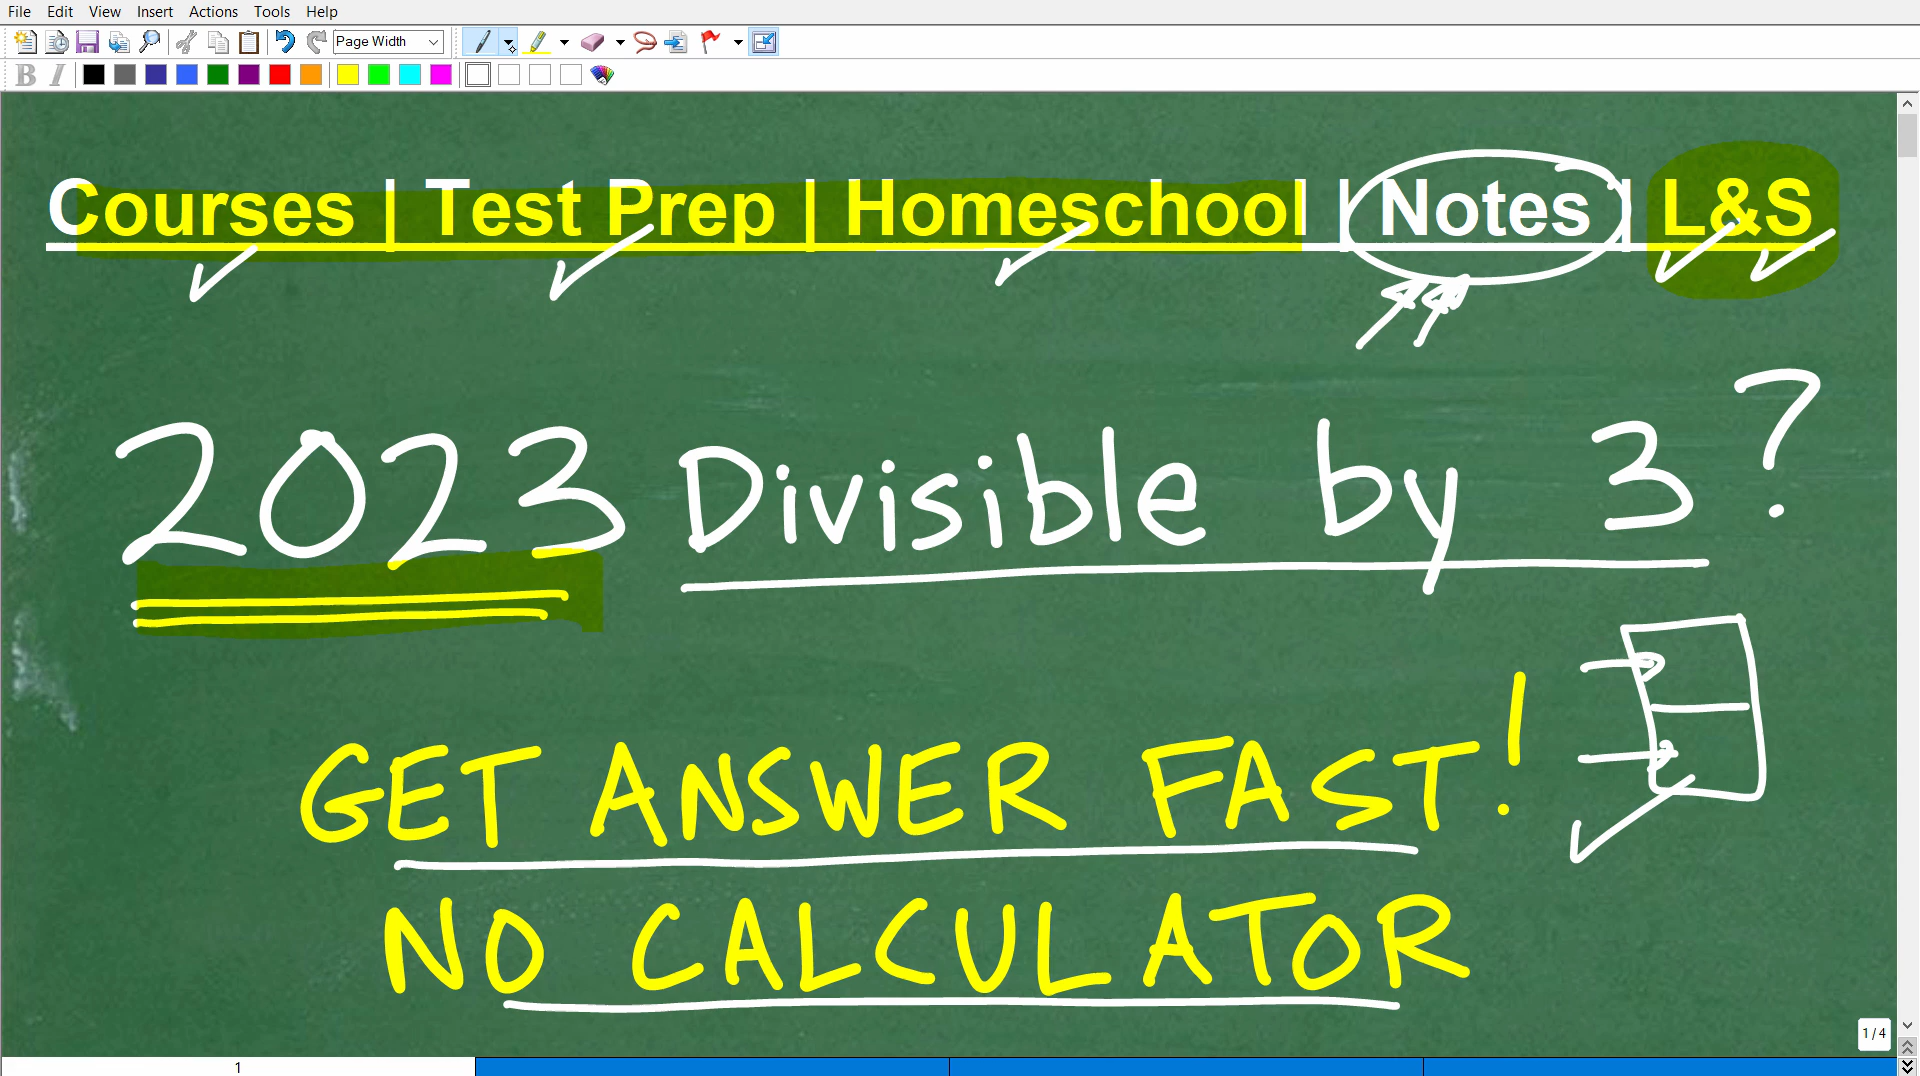 File Edit View Insert Actions Tools Help
Page Width
B I
Courses | Test Prep | Homeschool | Notes | L&S
2023 Divisible by 3 ?
GET ANSWER FAST!
NO CALCULATOR
1 / 4
1